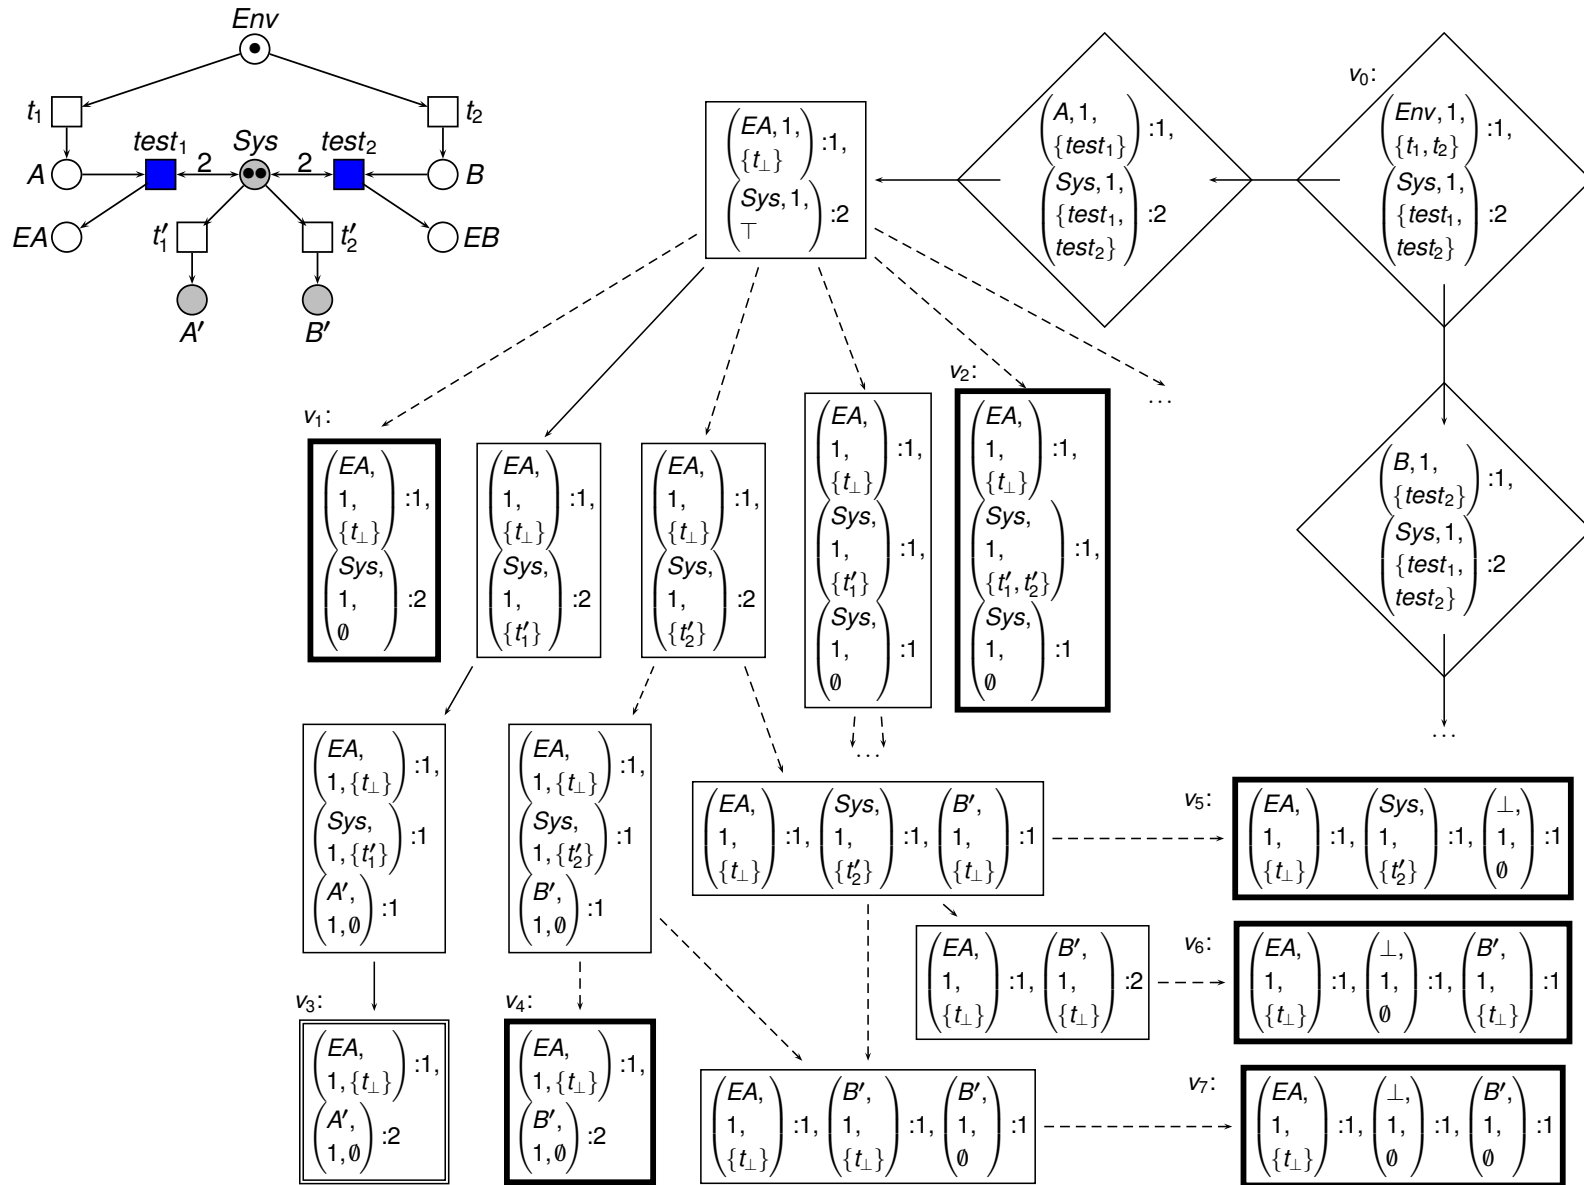 Env
t₁
t₂
test₁
Sys
test₂
2
2
A
B
EA
t′₁
t′₂
EB
A′
B′
(EA, 1,
{t⊥}) :1,
(Sys, 1,
⊤) :2
(A, 1,
{test₁}) :1,
(Sys, 1,
{test₁,
test₂}) :2
v₀:
(Env, 1,
{t₁, t₂}) :1,
(Sys, 1,
{test₁,
test₂}) :2
v₁:
(EA,
1,
{t⊥}) :1,
(Sys,
1,
∅) :2
(EA,
1,
{t⊥}) :1,
(Sys,
1,
{t′₁}) :2
(EA,
1,
{t⊥}) :1,
(Sys,
1,
{t′₂}) :2
(EA,
1,
{t⊥}) :1,
(Sys,
1,
{t′₁}) :1,
(Sys,
1,
∅) :1
...
v₂:
(EA,
1,
{t⊥}) :1,
(Sys,
1,
{t′₁, t′₂}) :1,
(Sys,
1,
∅) :1
...
(B, 1,
{test₂}) :1,
(Sys, 1,
{test₁,
test₂}) :2
...
(EA,
1, {t⊥}) :1,
(Sys,
1, {t′₁}) :1
(A′,
1, ∅) :1
(EA,
1, {t⊥}) :1,
(Sys,
1, {t′₂}) :1
(B′,
1, ∅) :1
(EA,
1,
{t⊥}) :1, (Sys,
1,
{t′₂}) :1, (B′,
1,
{t⊥}) :1
v₅:
(EA,
1,
{t⊥}) :1, (Sys,
1,
{t′₂}) :1, (⊥,
1,
∅) :1
(EA,
1,
{t⊥}) :1, (B′,
1,
{t⊥}) :2
v₆:
(EA,
1,
{t⊥}) :1, (⊥,
1,
∅) :1, (B′,
1,
{t⊥}) :1
v₃:
(EA,
1, {t⊥}) :1,
(A′,
1, ∅) :2
v₄:
(EA,
1, {t⊥}) :1,
(B′,
1, ∅) :2
(EA,
1,
{t⊥}) :1, (B′,
1,
{t⊥}) :1, (B′,
1,
∅) :1
v₇:
(EA,
1,
{t⊥}) :1, (⊥,
1,
∅) :1, (B′,
1,
∅) :1